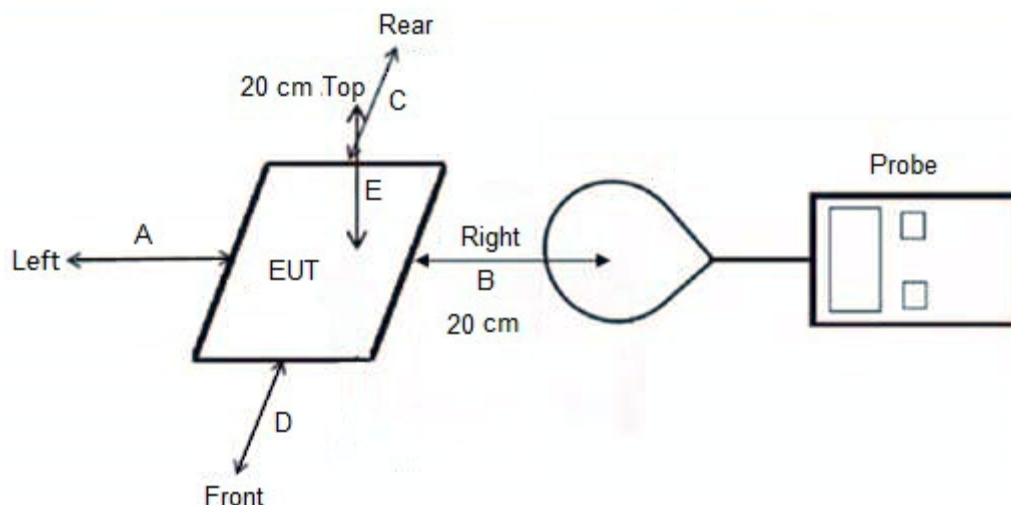 Rear
20 cm .Top
C
E
Probe
A
Right
Left
EUT
B
20 cm
D
Front